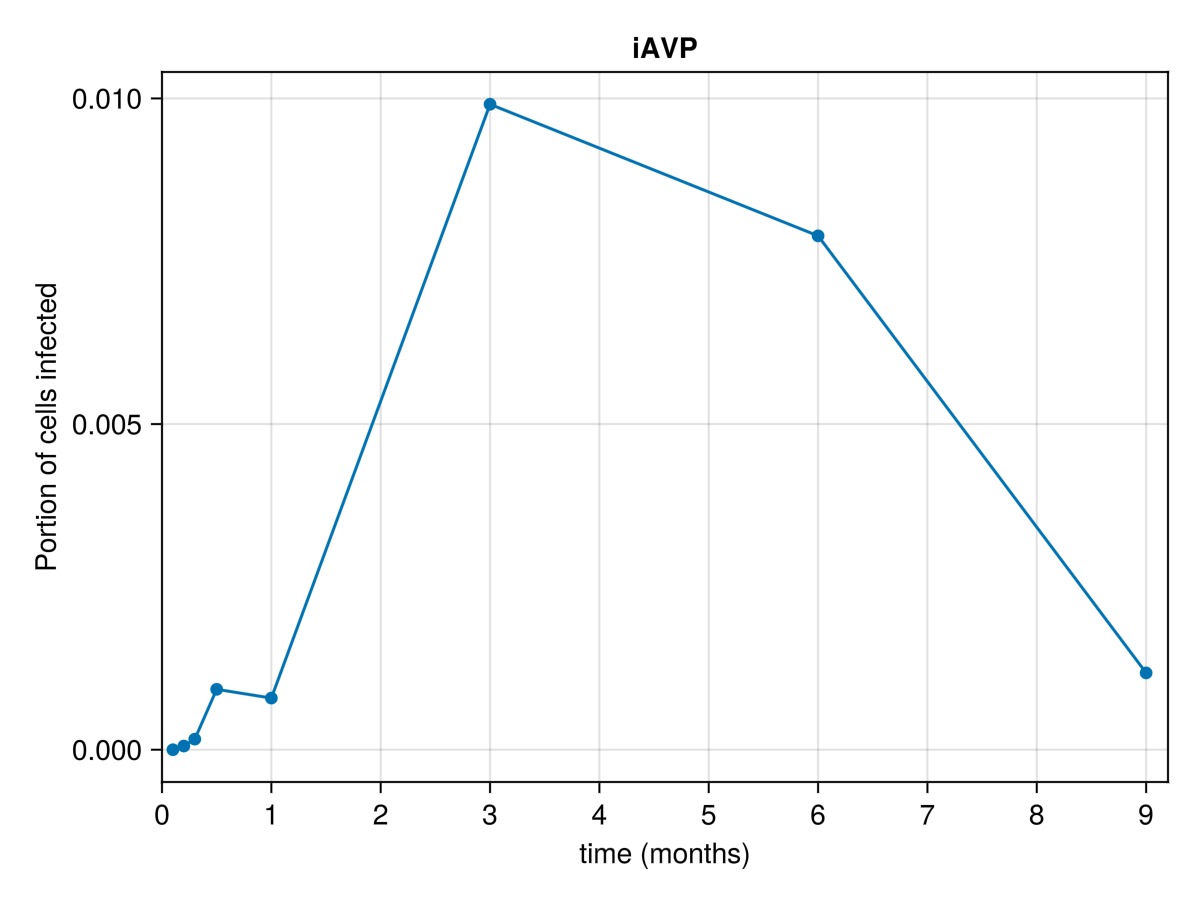 iAVP
0.010
0.005
0.000
Portion of cells infected
0 1 2 3 4 5 6 7 8 9
time (months)